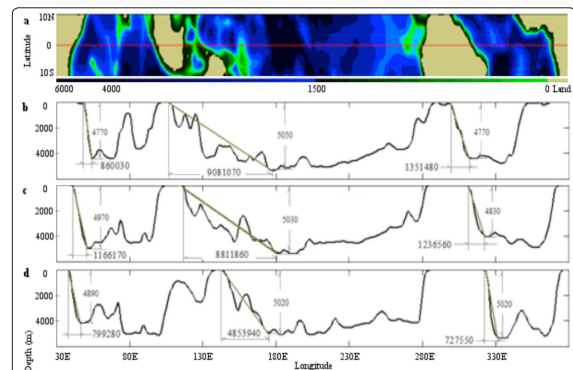 10N
a
Latitude
0
10S
6000 4000 1500 0 Land
b
0
2000
4000
4770
860030
9081070
5050
1351480
4770
c
0
2000
4000
4970
1166170
8811860
5030
1236560
4830
d
0
2000
4000
4890
799280
4853940
5020
727550
5020
Depth (m)
30E 80E 130E 180E 230E 280E 330E
Longitude